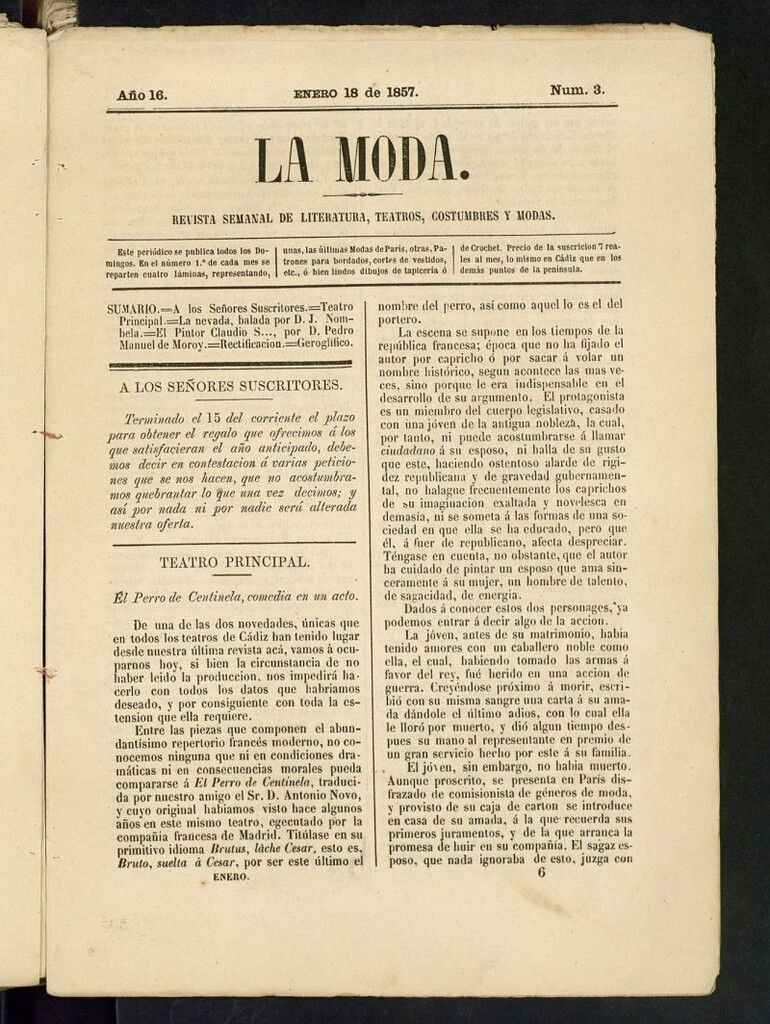 Año 16.
ENERO 18 de 1857.
Num. 3.
LA MODA.
REVISTA SEMANAL DE LITERATURA, TEATROS, COSTUMBRES Y MODAS.
Este periódico se publica todos los Do-
mingos. En el número 1.º de cada mes se
reparten cuatro láminas, representando,
unas, las últimas Modas de París, otras, Pa-
trones para bordados, cortes de vestidos,
etc., ó bien lindos dibujos de tapicería ó
de Crochet. Precio de la suscricion 7 rea-
les al mes, lo mismo en Cádiz que en los
demás puntos de la península.
SUMARIO.=A los Señores Suscritores.=Teatro
Principal.=La nevada, balada por D. J. Nom-
bela.=El Pintor Claudio S..., por D. Pedro
Manuel de Moroy.=Rectificacion.=Geroglífico.
A LOS SEÑORES SUSCRITORES.
Terminado el 15 del corriente el plazo
para obtener el regalo que ofrecimos á los
que satisfacieran el año anticipado, debe-
mos decir en contestacion á varias peticio-
nes que se nos hacen, que no acostumbra-
mos quebrantar lo que una vez decimos; y
así por nada ni por nadie será alterada
nuestra oferta.
TEATRO PRINCIPAL.
El Perro de Centinela, comedia en un acto.
De una de las dos novedades, únicas que
en todos los teatros de Cádiz han tenido lugar
desde nuestra última revista acá, vamos á ocu-
parnos hoy, si bien la circunstancia de no
haber leido la produccion, nos impedirá ha-
cerlo con todos los datos que habriamos
deseado, y por consiguiente con toda la es-
tension que ella requiere.
Entre las piezas que componen el abun-
dantísimo repertorio francés moderno, no co-
nocemos ninguna que ni en condiciones dra-
máticas ni en consecuencias morales pueda
compararse á El Perro de Centinela, traduci-
da por nuestro amigo el Sr. D. Antonio Novo,
y cuyo original habiamos visto hace algunos
años en este mismo teatro, egecutado por la
compañía francesa de Madrid. Titúlase en su
primitivo idioma Brutus, lâche Cesar, esto es,
Bruto, suelta á Cesar, por ser este último el
ENERO.
nombre del perro, así como aquel lo es el del
portero.
La escena se supone en los tiempos de la
república francesa; época que no ha fijado el
autor por capricho ó por sacar á volar un
nombre histórico, segun acontece las mas ve-
ces, sino porque le era indispensable en el
desarrollo de su argumento. El protagonista
es un miembro del cuerpo legislativo, casado
con una jóven de la antigua nobleza, la cual,
por tanto, ni puede acostumbrarse á llamar
ciudadano á su esposo, ni halla de su gusto
que este, haciendo ostentoso alarde de rigi-
dez republicana y de gravedad gubernamen-
tal, no halague frecuentemente los caprichos
de su imaginacion exaltada y novelesca en
demasía, ni se someta á las formas de una so-
ciedad en que ella se ha educado, pero que
él, á fuer de republicano, afecta despreciar.
Téngase en cuenta, no obstante, que el autor
ha cuidado de pintar un esposo que ama sin-
ceramente á su mujer, un hombre de talento,
de sagacidad, de energía.
Dados á conocer estos dos personages, ya
podemos entrar á decir algo de la accion.
La jóven, antes de su matrimonio, habia
tenido amores con un caballero noble como
ella, el cual, habiendo tomado las armas á
favor del rey, fué herido en una accion de
guerra. Creyéndose próximo á morir, escri-
bió con su misma sangre una carta á su ama-
da dándole el último adios, con lo cual ella
le lloró por muerto, y dió algun tiempo des-
pues su mano al representante en premio de
un gran servicio hecho por este á su familia.
El jóven, sin embargo, no habia muerto.
Aunque proscrito, se presenta en París dis-
frazado de comisionista de géneros de moda,
y provisto de su caja de carton se introduce
en casa de su amada, á la que recuerda sus
primeros juramentos, y de la que arranca la
promesa de huir en su compañía. El sagaz es-
poso, que nada ignoraba de esto, juzga con
6